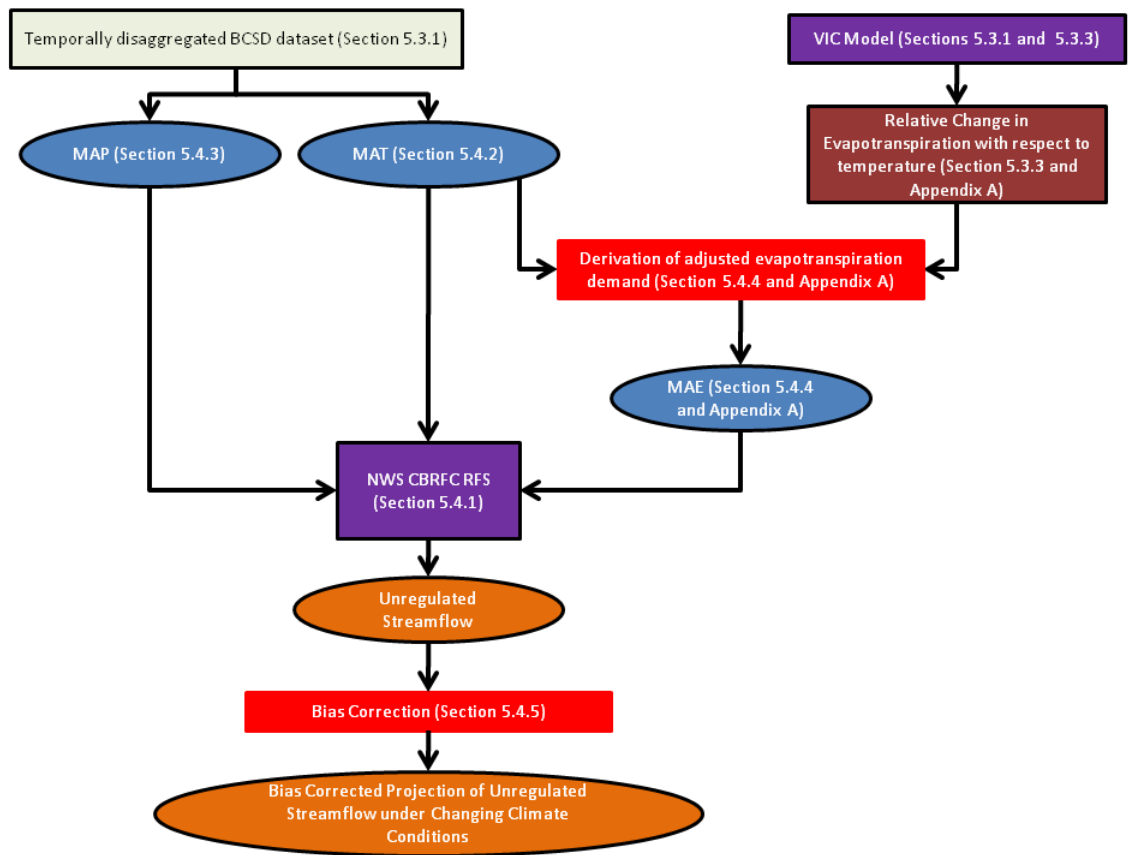 Temporally disaggregated BCSD dataset (Section 5.3.1)
VIC Model (Sections 5.3.1 and 5.3.3)
MAP (Section 5.4.3)
MAT (Section 5.4.2)
Relative Change in
Evapotranspiration with respect to
temperature (Section 5.3.3 and
Appendix A)
Derivation of adjusted evapotranspiration
demand (Section 5.4.4 and Appendix A)
MAE (Section 5.4.4
and Appendix A)
NWS CBRFC RFS
(Section 5.4.1)
Unregulated
Streamflow
Bias Correction (Section 5.4.5)
Bias Corrected Projection of Unregulated
Streamflow under Changing Climate
Conditions